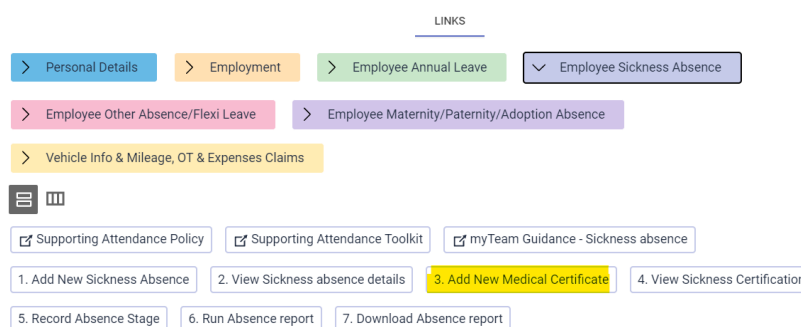 LINKS
Personal Details Employment Employee Annual Leave Employee Sickness Absence
Employee Other Absence/Flexi Leave Employee Maternity/Paternity/Adoption Absence
Vehicle Info & Mileage, OT & Expenses Claims
Supporting Attendance Policy Supporting Attendance Toolkit myTeam Guidance - Sickness absence
1. Add New Sickness Absence 2. View Sickness absence details 3. Add New Medical Certificate 4. View Sickness Certification
5. Record Absence Stage 6. Run Absence report 7. Download Absence report